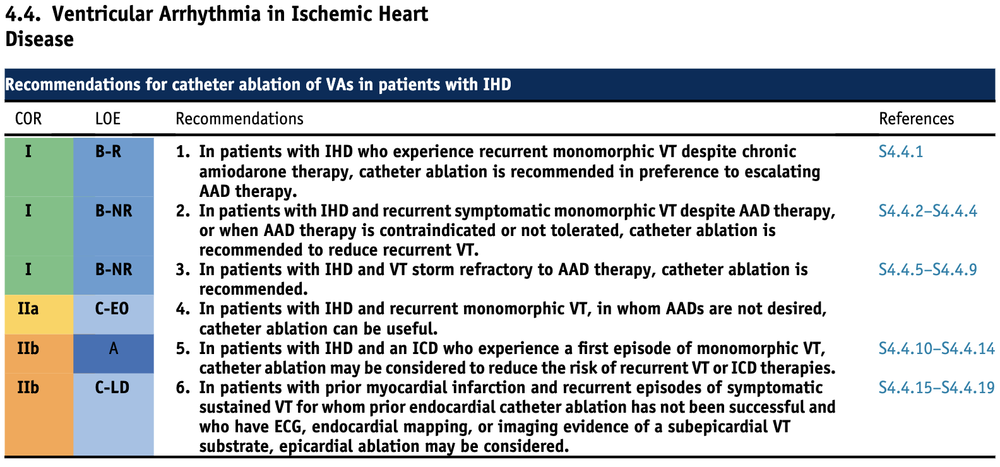 4.4. Ventricular Arrhythmia in Ischemic Heart
Disease
Recommendations for catheter ablation of VAs in patients with IHD
COR LOE Recommendations References
I B-R 1. In patients with IHD who experience recurrent monomorphic VT despite chronic S4.4.1
amiodarone therapy, catheter ablation is recommended in preference to escalating
AAD therapy.
I B-NR 2. In patients with IHD and recurrent symptomatic monomorphic VT despite AAD therapy, S4.4.2–S4.4.4
or when AAD therapy is contraindicated or not tolerated, catheter ablation is
recommended to reduce recurrent VT.
I B-NR 3. In patients with IHD and VT storm refractory to AAD therapy, catheter ablation is S4.4.5–S4.4.9
recommended.
IIa C-EO 4. In patients with IHD and recurrent monomorphic VT, in whom AADs are not desired,
catheter ablation can be useful.
IIb A 5. In patients with IHD and an ICD who experience a first episode of monomorphic VT, S4.4.10–S4.4.14
catheter ablation may be considered to reduce the risk of recurrent VT or ICD therapies.
IIb C-LD 6. In patients with prior myocardial infarction and recurrent episodes of symptomatic S4.4.15–S4.4.19
sustained VT for whom prior endocardial catheter ablation has not been successful and
who have ECG, endocardial mapping, or imaging evidence of a subepicardial VT
substrate, epicardial ablation may be considered.